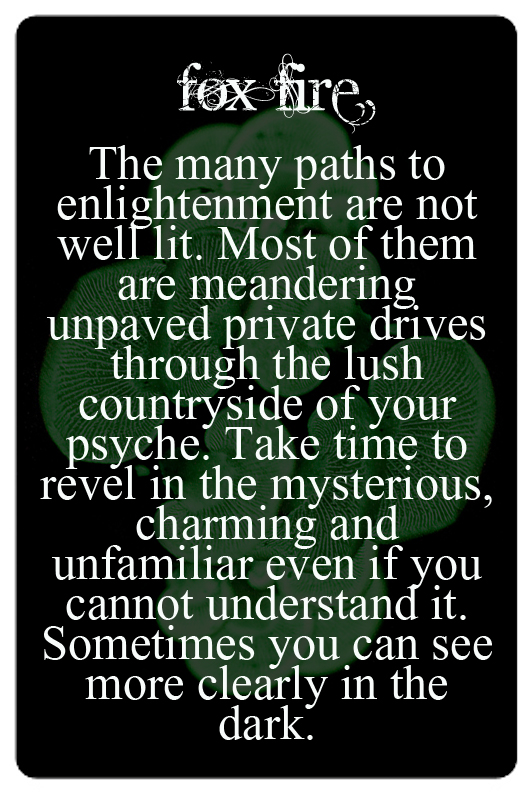 fox fire
The many paths to
enlightenment are not
well lit. Most of them
are meandering
unpaved private drives
through the lush
countryside of your
psyche. Take time to
revel in the mysterious,
charming and
unfamiliar even if you
cannot understand it.
Sometimes you can see
more clearly in the
dark.